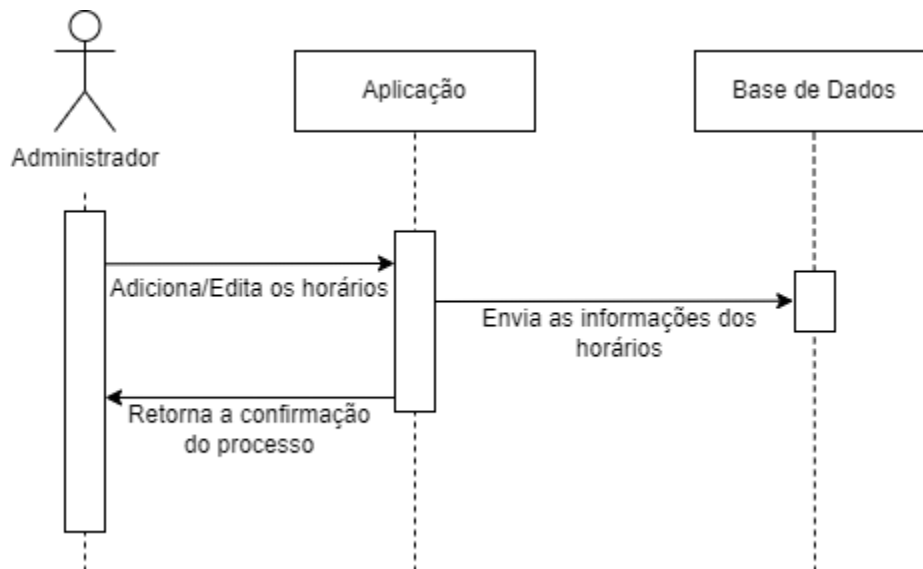 Aplicação
Base de Dados
Administrador
Adiciona/Edita os horários
Envia as informações dos
horários
Retorna a confirmação
do processo